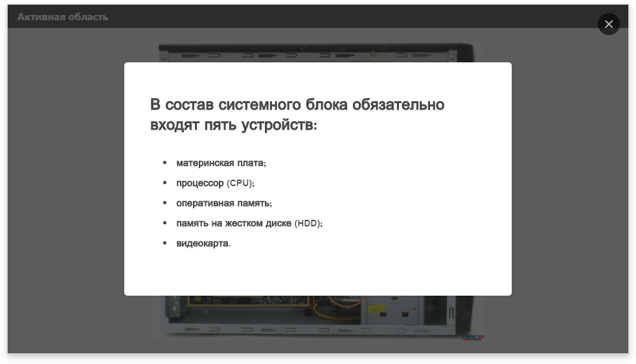 Активная область
В состав системного блока обязательно
входят пять устройств:
• материнская плата;
• процессор (CPU);
• оперативная память;
• память на жестком диске (HDD);
• видеокарта.